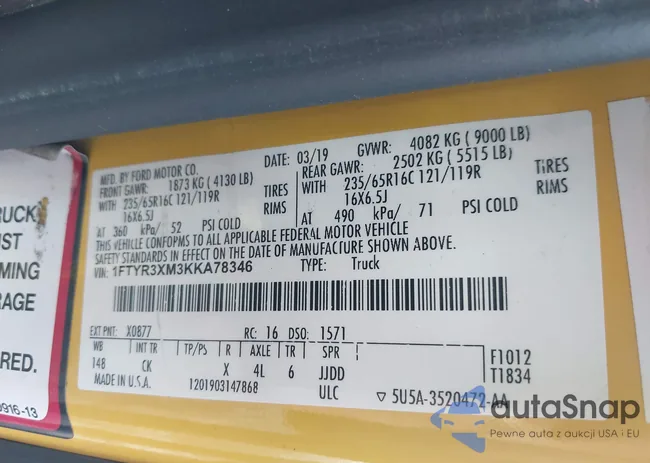 RUCK
UST
MING
RAGE
RED.
0916-13
MFD. BY FORD MOTOR CO.
DATE: 03/19
GVWR: 4082 KG ( 9000 LB)
FRONT GAWR: 1873 KG ( 4130 LB)
REAR GAWR: 2502 KG ( 5515 LB)
WITH 235/65R16C 121/119R TIRES
WITH 235/65R16C 121/119R TIRES
16X6.5J RIMS
16X6.5J RIMS
AT 360 kPa/ 52 PSI COLD
AT 490 kPa/ 71 PSI COLD
THIS VEHICLE CONFORMS TO ALL APPLICABLE FEDERAL MOTOR VEHICLE
SAFETY STANDARDS IN EFFECT ON THE DATE OF MANUFACTURE SHOWN ABOVE.
VIN: 1FTYR3XM3KKA78346
TYPE: Truck
EXT PNT: X0877 RC: 16 DSO: 1571
WB INT TR TP/PS R AXLE TR SPR
F1012
148 CK X 4L 6 JJDD
T1834
MADE IN U.S.A. 1201903147868 ULC
▽ 5U5A-3520472-AA
autaSnap
Pewne auta z aukcji USA i EU